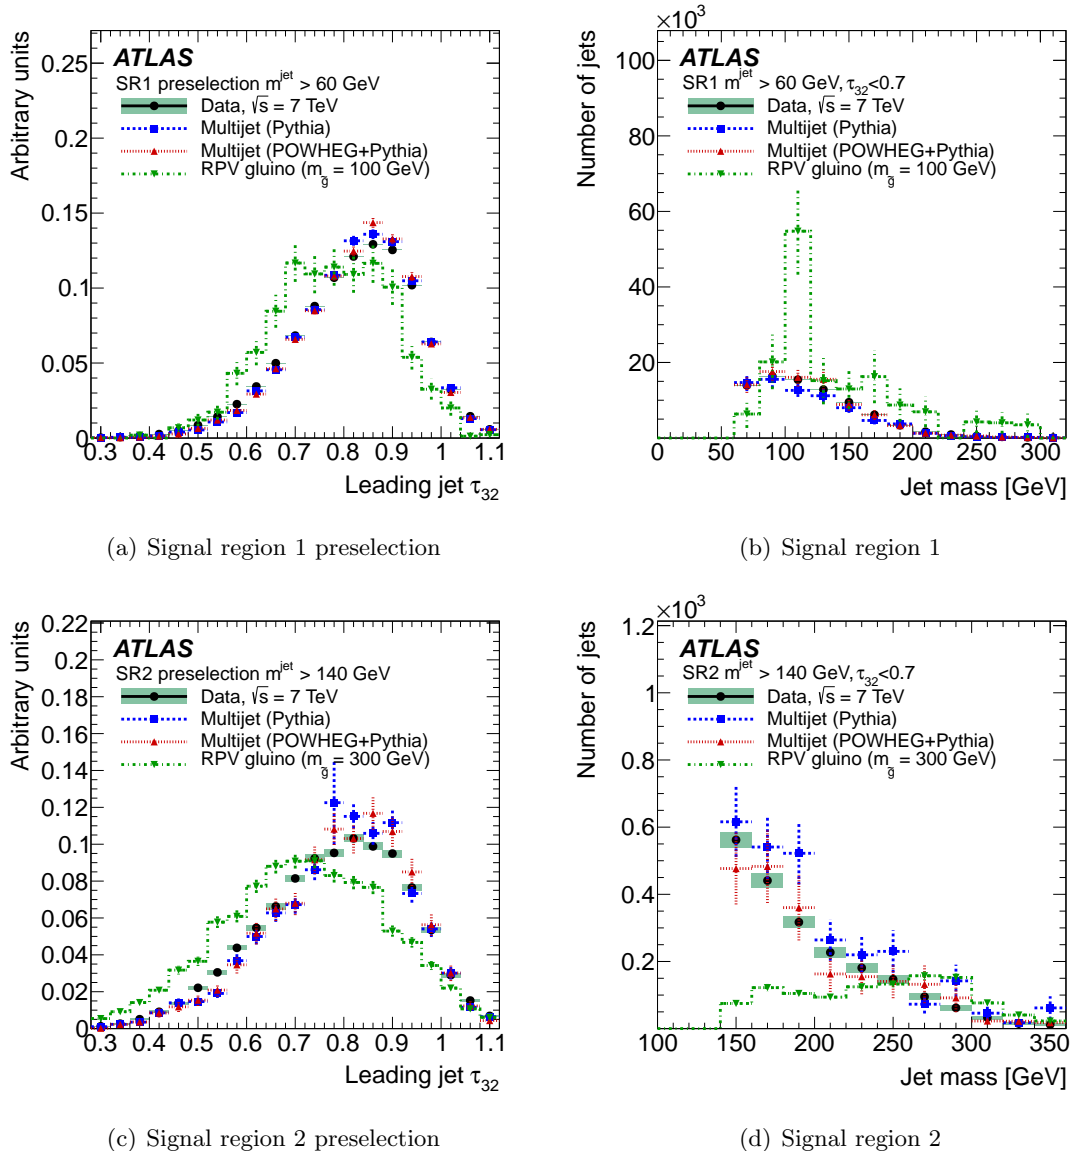 Arbitrary units
0.25
0.2
0.15
0.1
0.05
0
ATLAS
SR1 preselection m^jet > 60 GeV
Data, √s = 7 TeV
Multijet (Pythia)
Multijet (POWHEG+Pythia)
RPV gluino (m_g̃ = 100 GeV)
0.3 0.4 0.5 0.6 0.7 0.8 0.9 1 1.1
Leading jet τ_32
(a) Signal region 1 preselection
Number of jets
×10^3
100
80
60
40
20
0
ATLAS
SR1 m^jet > 60 GeV, τ_32<0.7
Data, √s = 7 TeV
Multijet (Pythia)
Multijet (POWHEG+Pythia)
RPV gluino (m_g̃ = 100 GeV)
0 50 100 150 200 250 300
Jet mass [GeV]
(b) Signal region 1
Arbitrary units
0.22
0.2
0.18
0.16
0.14
0.12
0.1
0.08
0.06
0.04
0.02
0
ATLAS
SR2 preselection m^jet > 140 GeV
Data, √s = 7 TeV
Multijet (Pythia)
Multijet (POWHEG+Pythia)
RPV gluino (m_g̃ = 300 GeV)
0.3 0.4 0.5 0.6 0.7 0.8 0.9 1 1.1
Leading jet τ_32
(c) Signal region 2 preselection
Number of jets
×10^3
1.2
1
0.8
0.6
0.4
0.2
0
ATLAS
SR2 m^jet > 140 GeV, τ_32<0.7
Data, √s = 7 TeV
Multijet (Pythia)
Multijet (POWHEG+Pythia)
RPV gluino (m_g̃ = 300 GeV)
100 150 200 250 300 350
Jet mass [GeV]
(d) Signal region 2